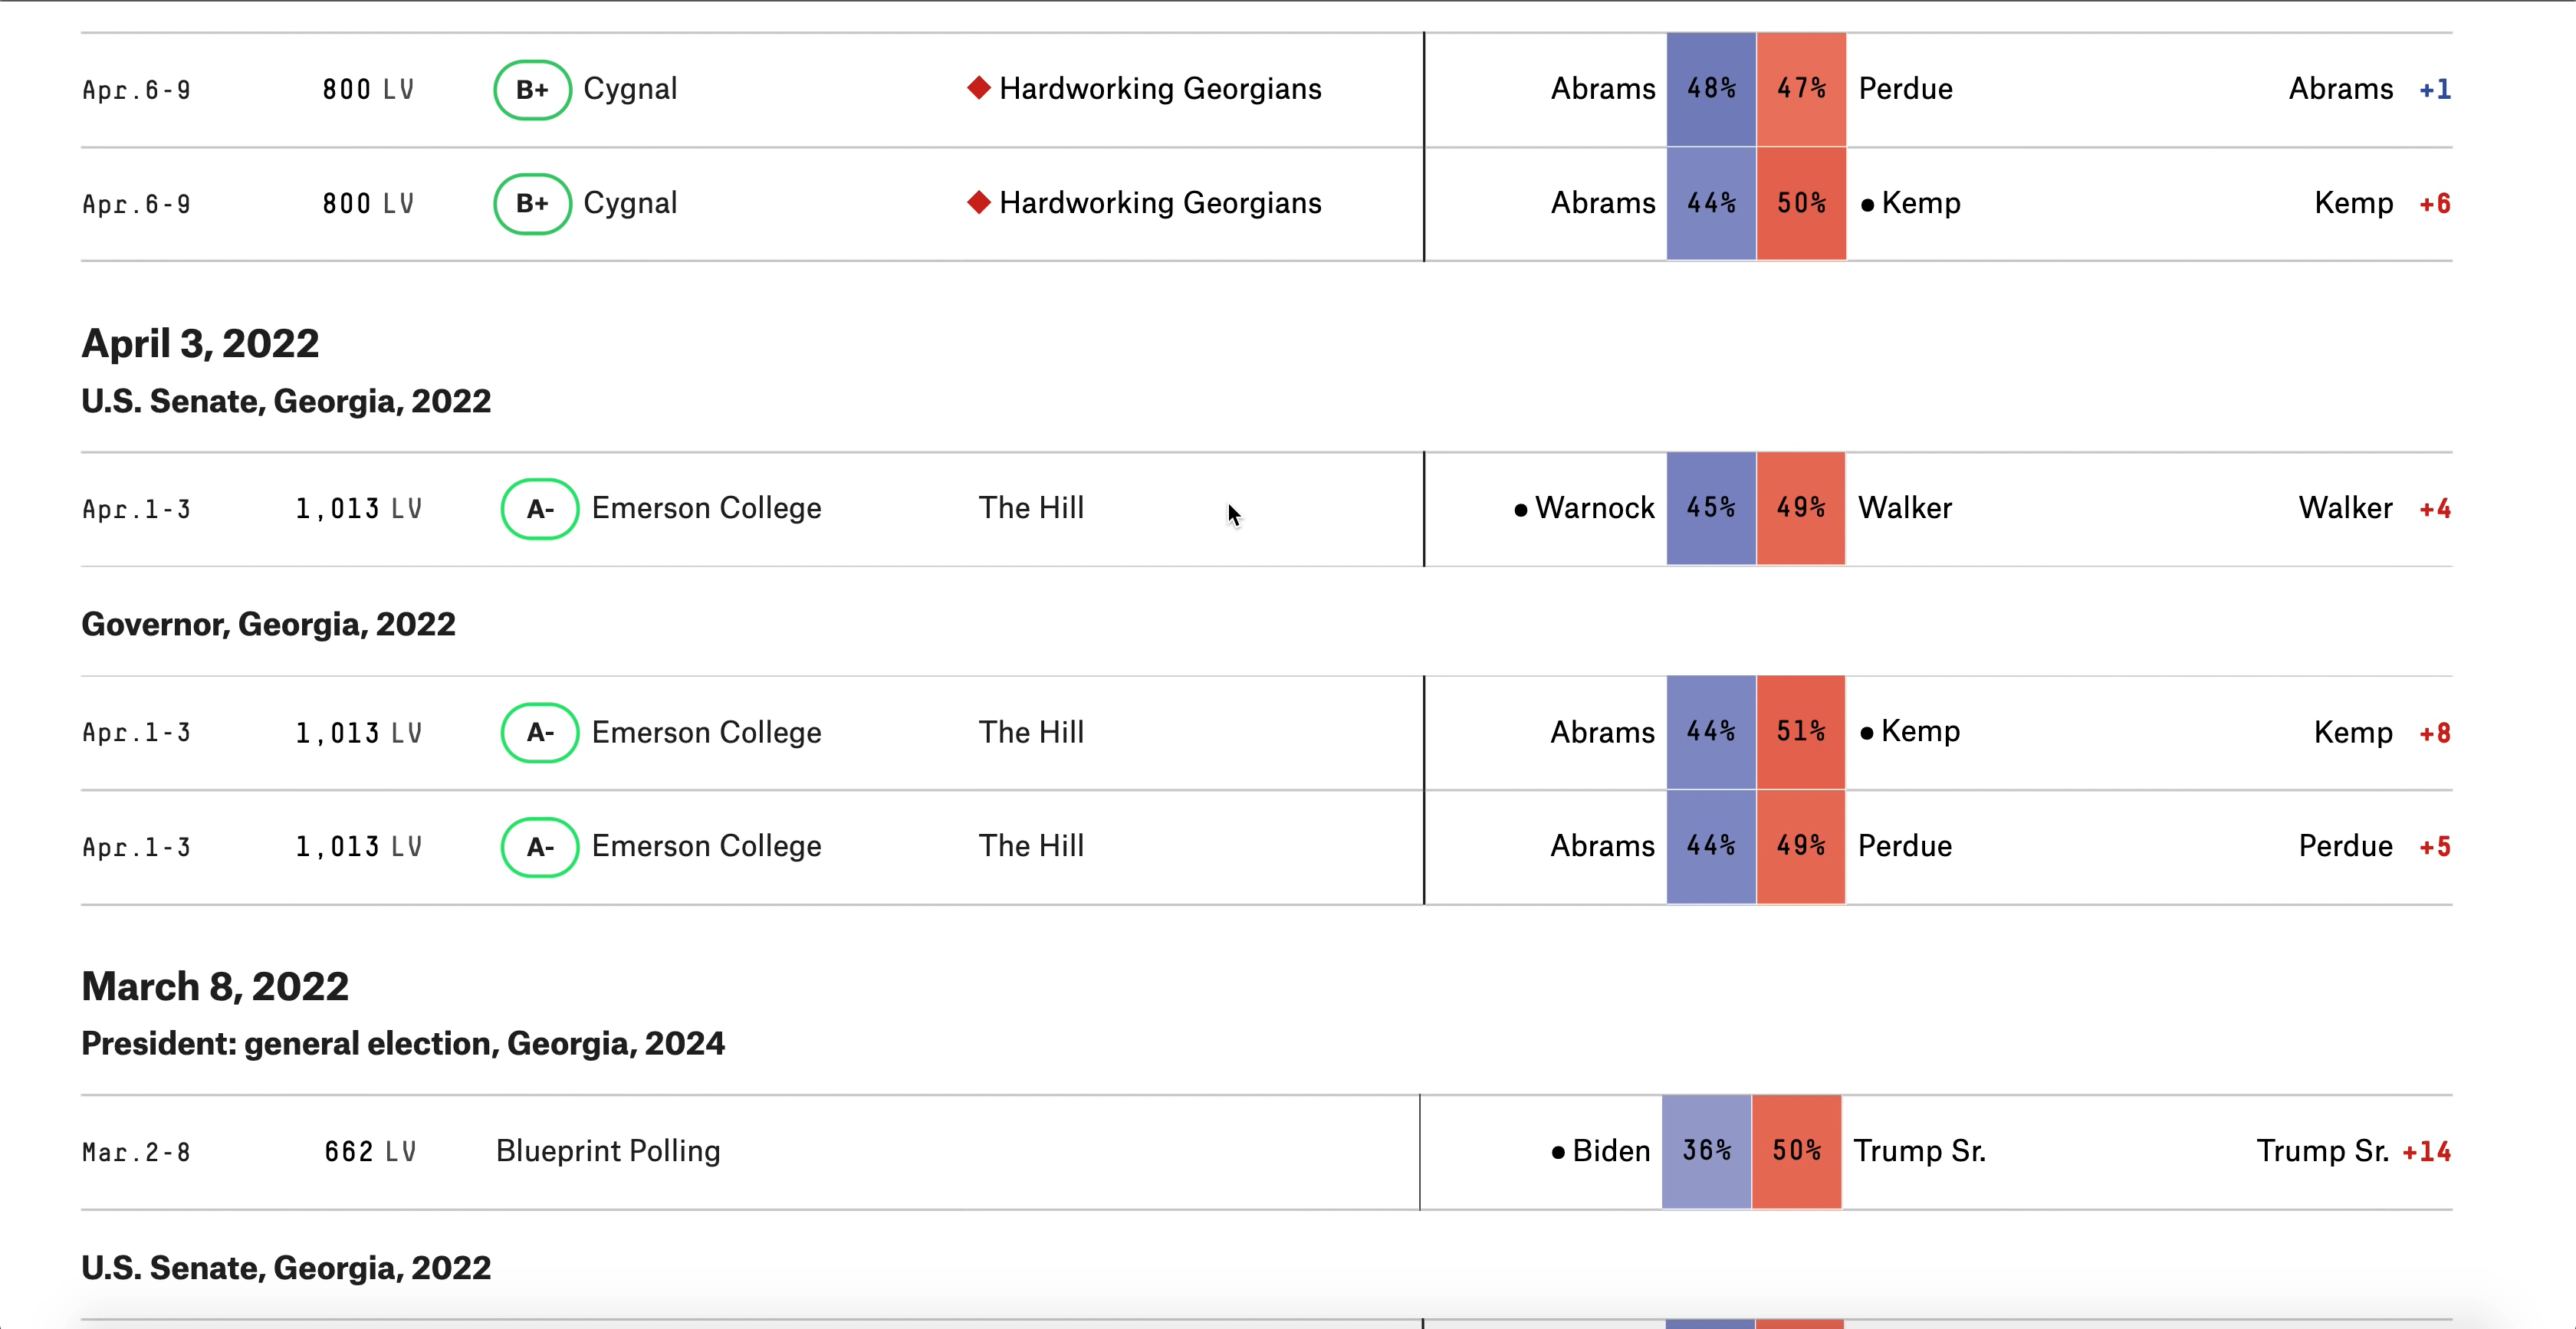 Apr.6-9 800 LV B+ Cygnal ◆ Hardworking Georgians Abrams 48% 47% Perdue Abrams +1
Apr.6-9 800 LV B+ Cygnal ◆ Hardworking Georgians Abrams 44% 50% • Kemp Kemp +6
April 3, 2022
U.S. Senate, Georgia, 2022
Apr.1-3 1,013 LV A- Emerson College The Hill • Warnock 45% 49% Walker Walker +4
Governor, Georgia, 2022
Apr.1-3 1,013 LV A- Emerson College The Hill Abrams 44% 51% • Kemp Kemp +8
Apr.1-3 1,013 LV A- Emerson College The Hill Abrams 44% 49% Perdue Perdue +5
March 8, 2022
President: general election, Georgia, 2024
Mar.2-8 662 LV Blueprint Polling • Biden 36% 50% Trump Sr. Trump Sr. +14
U.S. Senate, Georgia, 2022